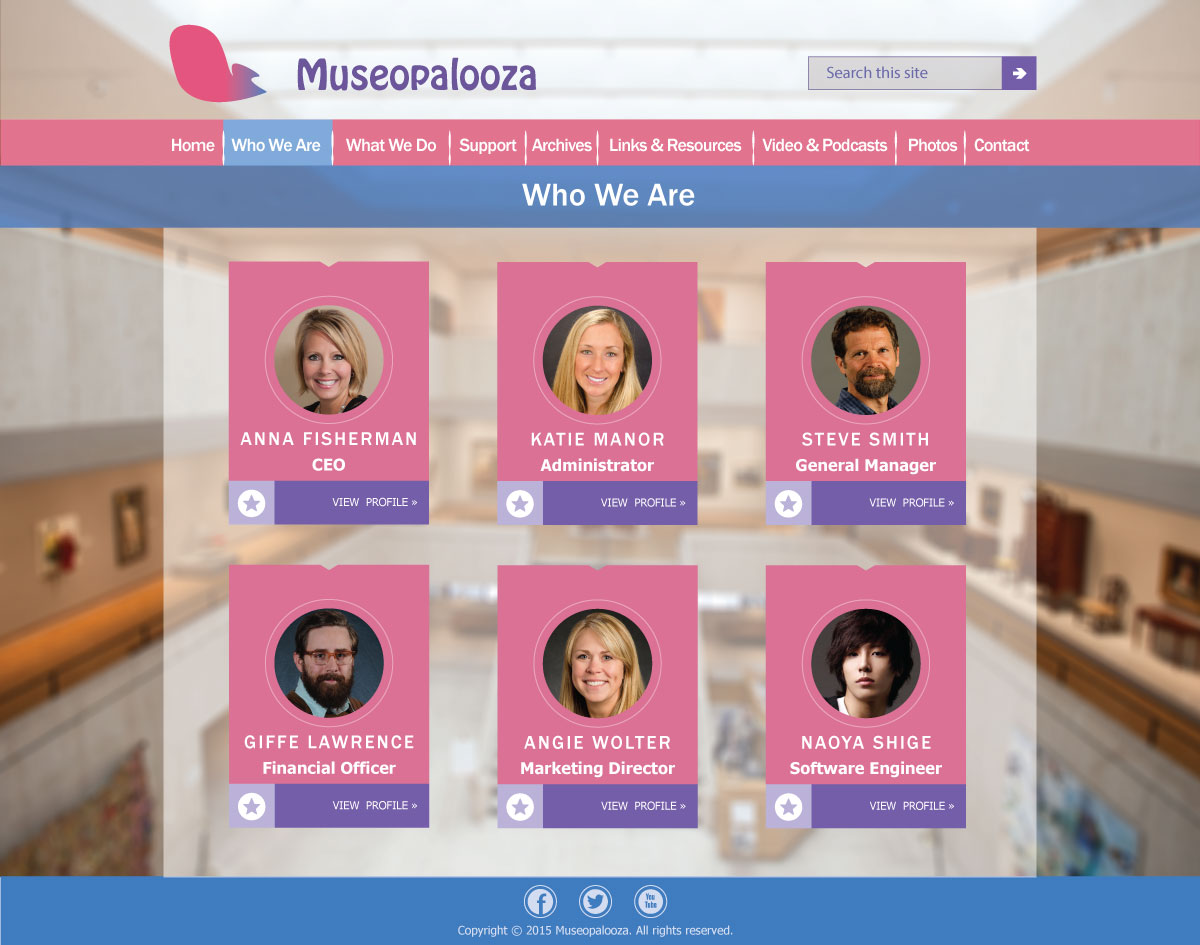 Museopalooza
Search this site
Home Who We Are What We Do Support Archives Links & Resources Video & Podcasts Photos Contact
Who We Are
ANNA FISHERMAN
CEO
VIEW PROFILE »
KATIE MANOR
Administrator
VIEW PROFILE »
STEVE SMITH
General Manager
VIEW PROFILE »
GIFFE LAWRENCE
Financial Officer
VIEW PROFILE »
ANGIE WOLTER
Marketing Director
VIEW PROFILE »
NAOYA SHIGE
Software Engineer
VIEW PROFILE »
You
Tube
Copyright © 2015 Museopalooza. All rights reserved.